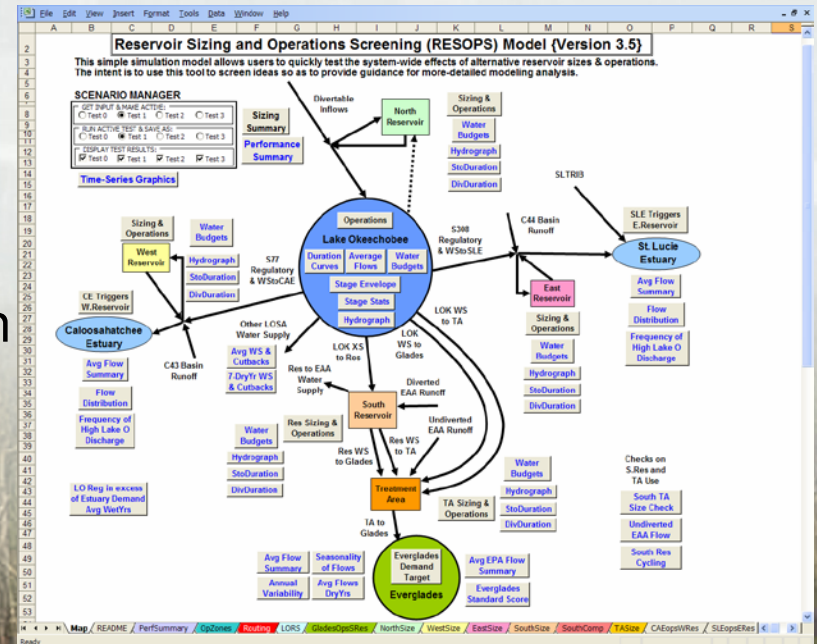 File Edit View Insert Format Tools Data Window Help
A B C D E F G H I J K L M N O P Q R S
Reservoir Sizing and Operations Screening (RESOPS) Model {Version 3.5}
This simple simulation model allows users to quickly test the system-wide effects of alternative reservoir sizes & operations.
The intent is to use this tool to screen ideas so as to provide guidance for more-detailed modeling analysis.
SCENARIO MANAGER
GET INPUT & MAKE ACTIVE:
Test 0 Test 1 Test 2 Test 3
RUN ACTIVE TEST & SAVE AS:
Test 0 Test 1 Test 2 Test 3
DISPLAY TEST RESULTS:
Test 0 Test 1 Test 2 Test 3
Time-Series Graphics
Sizing
Summary
Performance
Summary
Divertable
Inflows
North
Reservoir
Sizing &
Operations
Water
Budgets
Hydrograph
StoDuration
DivDuration
SLTRIB
Sizing &
Operations
West
Reservoir
Water
Budgets
Hydrograph
StoDuration
DivDuration
S77
Regulatory
& WStoCAE
Operations
Lake Okeechobee
Duration
Curves
Average
Flows
Water
Budgets
Stage Envelope
Stage Stats
Hydrograph
S308
Regulatory
& WStoSLE
C44 Basin
Runoff
SLE Triggers
E.Reservoir
St. Lucie
Estuary
Avg Flow
Summary
Flow
Distribution
Frequency of
High Lake O
Discharge
East
Reservoir
Sizing &
Operations
Water
Budgets
Hydrograph
StoDuration
DivDuration
CE Triggers
W.Reservoir
Caloosahatchee
Estuary
Avg Flow
Summary
Flow
Distribution
Frequency of
High Lake O
Discharge
C43 Basin
Runoff
LO Reg in excess
of Estuary Demand
Avg WetYrs
Other LOSA
Water Supply
Avg WS &
Cutbacks
7-DryYr WS
& Cutbacks
LOK XS
to Res
LOK
WS to
Glades
LOK WS
to TA
Res to EAA
Water
Supply
Diverted
EAA Runoff
South
Reservoir
Undiverted
EAA Runoff
Water
Budgets
Hydrograph
StoDuration
DivDuration
Res Sizing &
Operations
Res WS
to Glades
Res WS
to TA
Treatment
Area
TA Sizing &
Operations
Water
Budgets
Hydrograph
StoDuration
DivDuration
Checks on
S.Res and
TA Use
South TA
Size Check
Undiverted
EAA Flow
South Res
Cycling
TA to
Glades
Avg Flow
Summary
Seasonality
of Flows
Annual
Variability
Avg Flows
DryYrs
Everglades
Demand
Target
Everglades
Avg EPA Flow
Summary
Everglades
Standard Score
Map README PerfSummary CpZones Routing LORS GladesOpsSRes NorthSize WestSize EastSize SouthSize SouthComp TASize CAEopsWRes SLEopsERes
Ready